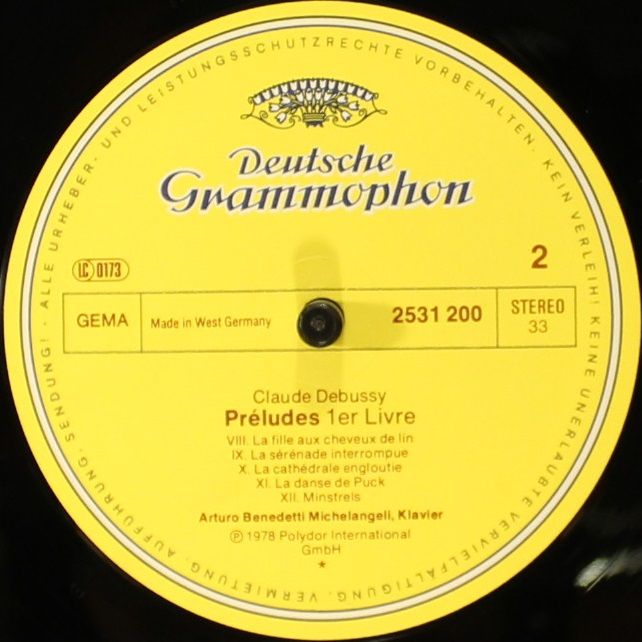 ALLE URHEBER- UND LEISTUNGSSCHUTZRECHTE VORBEHALTEN. KEIN VERLEIH! KEINE UNERLAUBTE VERVIELFÄLTIGUNG, VERMIETUNG, AUFFÜHRUNG, SENDUNG! ·
Deutsche
Grammophon
LC 0173
2
GEMA
Made in West Germany
2531 200
STEREO
33
Claude Debussy
Préludes 1er Livre
VIII. La fille aux cheveux de lin
IX. La sérénade interrompue
X. La cathédrale engloutie
XI. La danse de Puck
XII. Minstrels
Arturo Benedetti Michelangeli, Klavier
Ⓟ 1978 Polydor International
GmbH
*